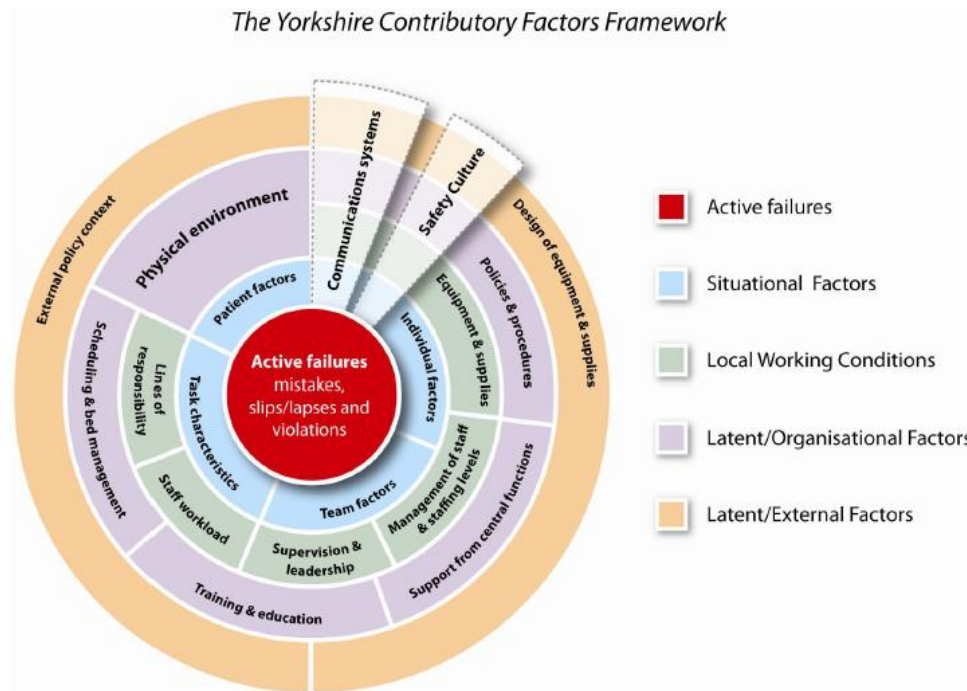 The Yorkshire Contributory Factors Framework
External policy context
Physical environment
Patient factors
Communications systems
Safety Culture
Design of equipment & supplies
Policies & procedures
Equipment & supplies
Individual factors
Scheduling & bed management
Lines of
responsibility
Task characteristics
Active failures
mistakes,
slips/lapses and
violations
Staff workload
Team factors
Management of staff
& staffing levels
Supervision &
leadership
Support from central functions
Training & education
Active failures
Situational Factors
Local Working Conditions
Latent/Organisational Factors
Latent/External Factors